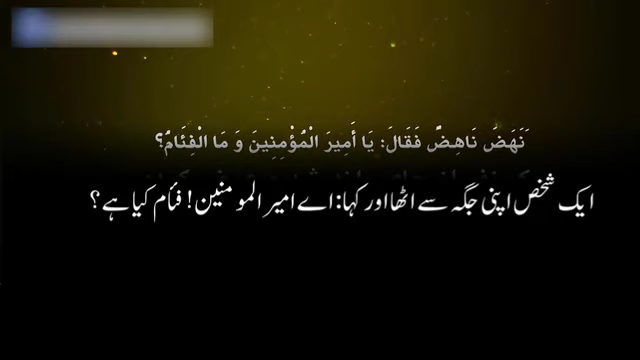 نَهَضَ نَاهِضٌ فَقَالَ: يَا أَمِيرَ الْمُؤْمِنِينَ وَ مَا الْفِئَامُ؟
ایک شخص اپنی جگہ سے اٹھا اور کہا: اے امیر المومنین! فئام کیا ہے؟